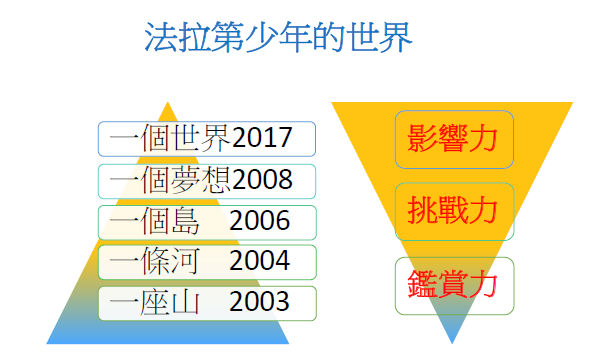 法拉第少年的世界
一個世界2017
一個夢想2008
一個島 2006
一條河 2004
一座山 2003
影響力
挑戰力
鑑賞力